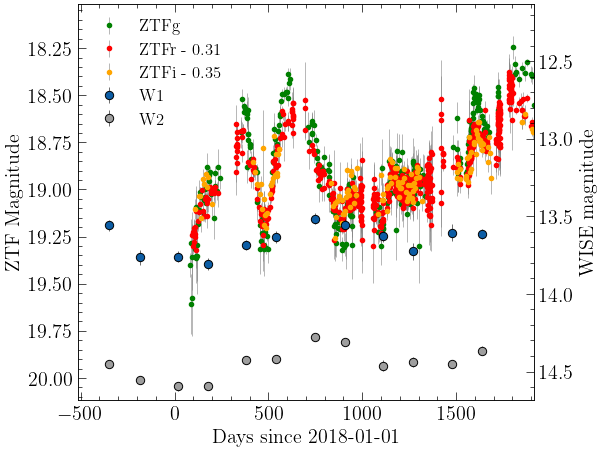 ZTFg
ZTFr - 0.31
ZTFi - 0.35
W1
W2
18.25
18.50
18.75
19.00
19.25
19.50
19.75
20.00
ZTF Magnitude
12.5
13.0
13.5
14.0
14.5
WISE magnitude
−500
0
500
1000
1500
Days since 2018-01-01